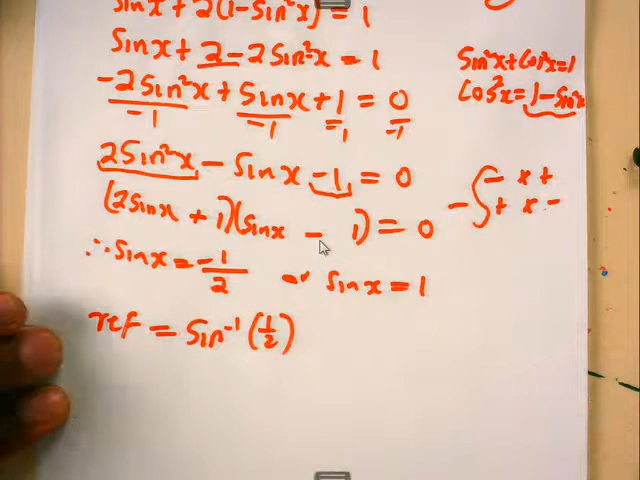 sinx + 2(1-sin²x) = 1
sinx + 2 - 2sin²x = 1
-2sin²x + sinx + 1 = 0
-1 -1 -1 -1
2sin²x - sinx - 1 = 0
(2sinx + 1)(sinx - 1) = 0
∴ sinx = -1/2 or sinx = 1
ref = sin⁻¹(1/2)
sin²x + cos²x = 1
cos²x = 1 - sin²x
- { - x +
+ x -